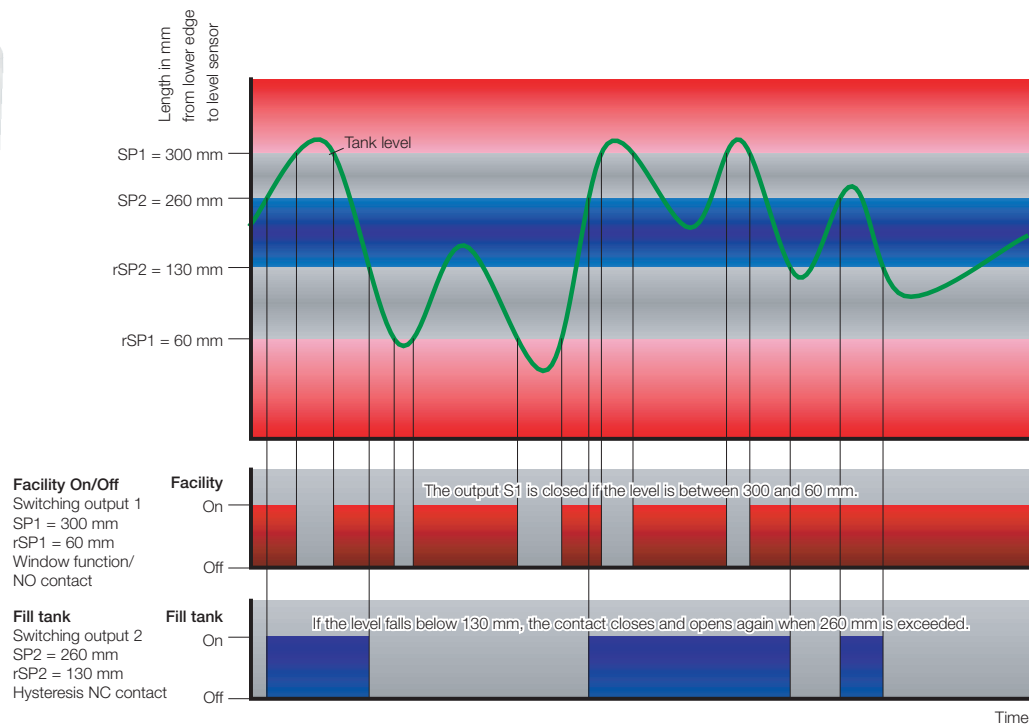 Length in mm
from lower edge
to level sensor
Tank level
SP1 = 300 mm
SP2 = 260 mm
rSP2 = 130 mm
rSP1 = 60 mm
Facility On/Off
Switching output 1
SP1 = 300 mm
rSP1 = 60 mm
Window function/
NO contact
Facility
On
Off
The output S1 is closed if the level is between 300 and 60 mm.
Fill tank
Switching output 2
SP2 = 260 mm
rSP2 = 130 mm
Hysteresis NC contact
Fill tank
On
Off
If the level falls below 130 mm, the contact closes and opens again when 260 mm is exceeded.
Time